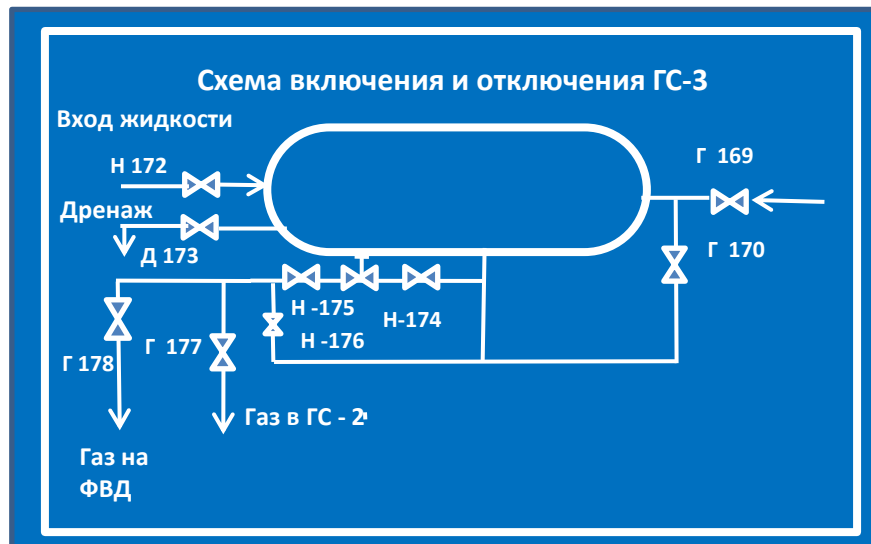 Схема включения и отключения ГС-3
Вход жидкости
Н 172
Г 169
Дренаж
Д 173
Г 170
Н -175
Н-174
Н -176
Г 177
Г 178
Газ в ГС - 2
Газ на
ФВД